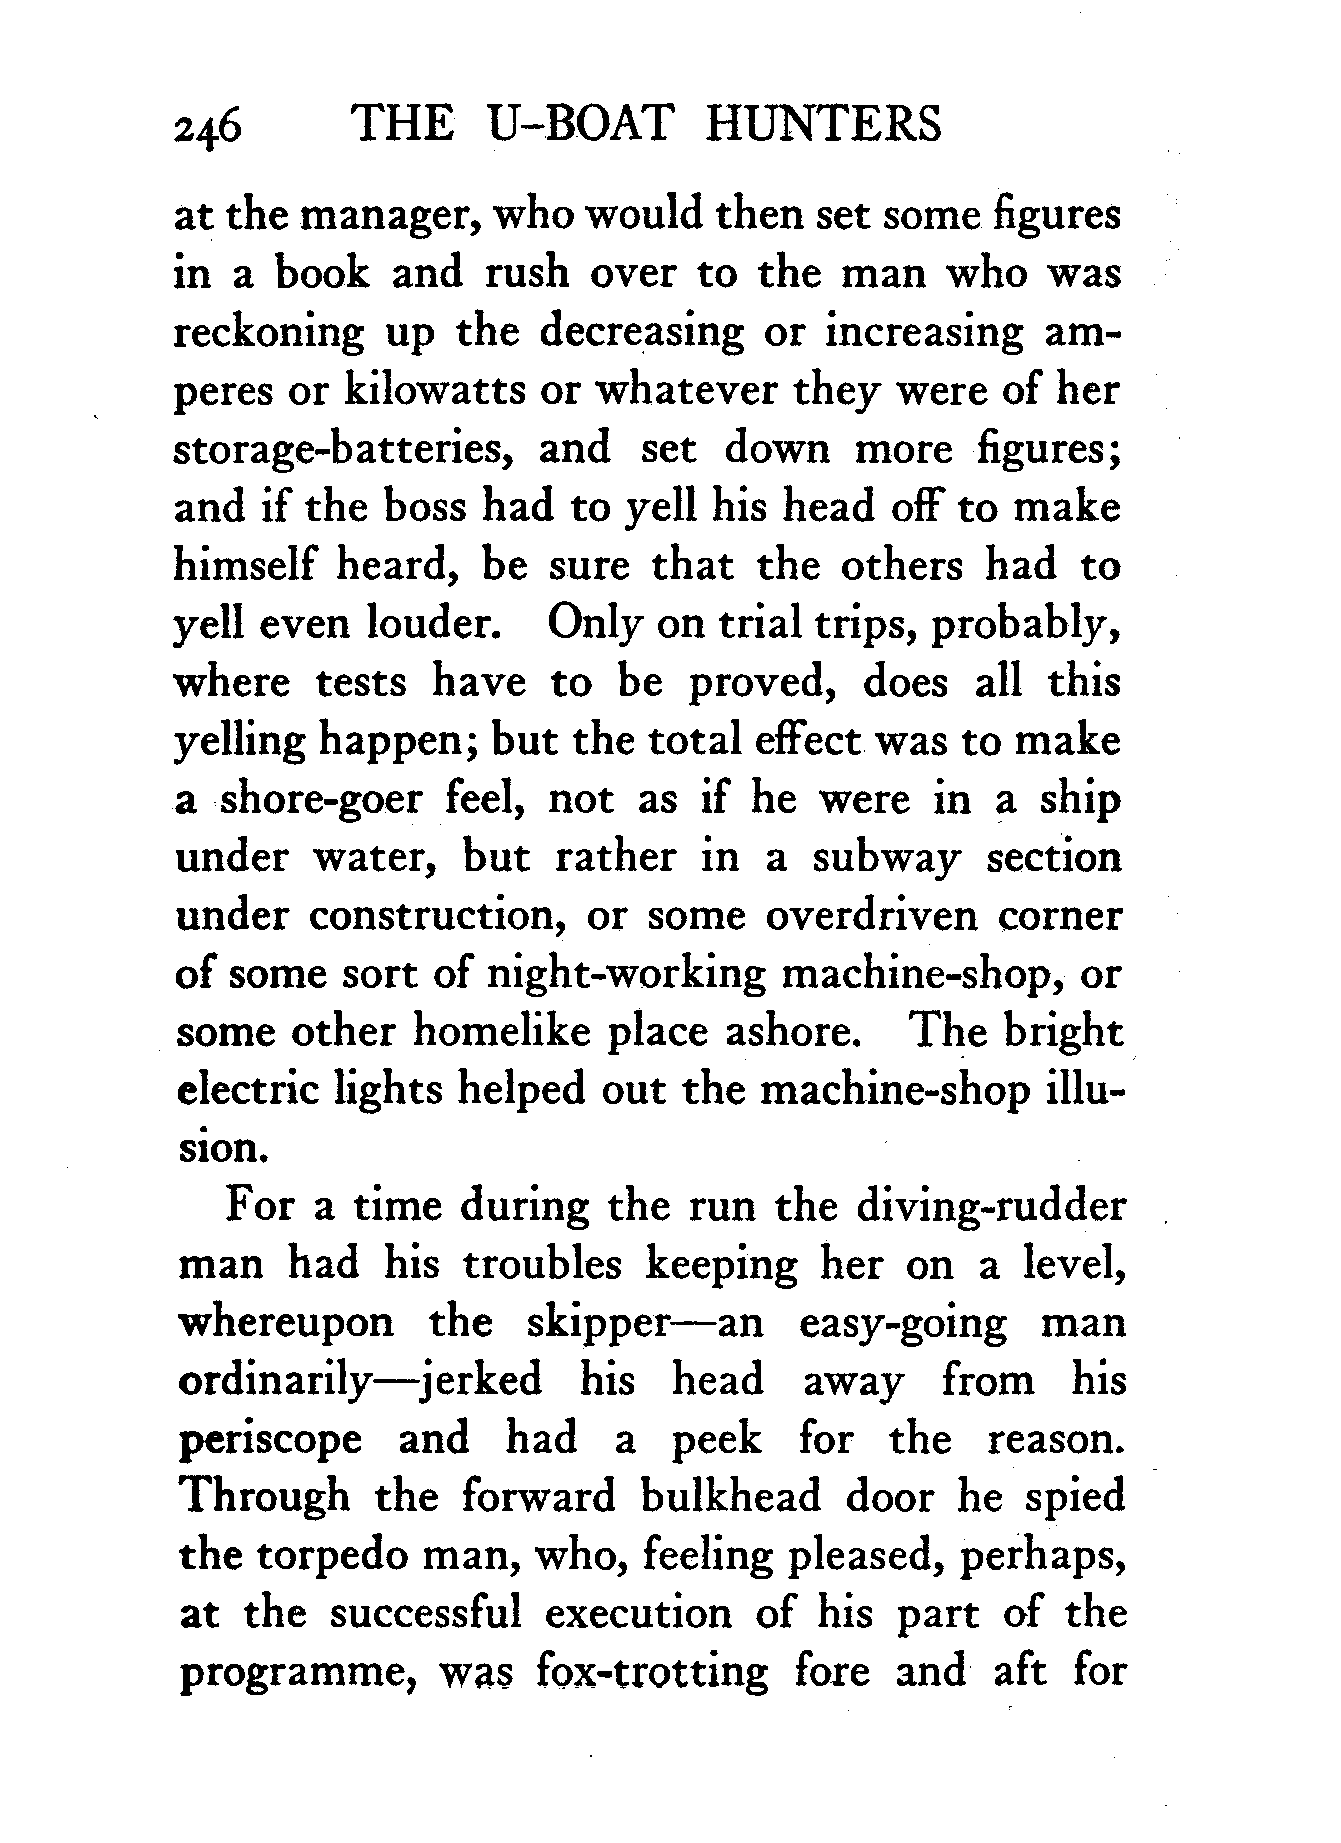 246 THE U-BOAT HUNTERS
at the manager, who would then set some figures
in a book and rush over to the man who was
reckoning up the decreasing or increasing am-
peres or kilowatts or whatever they were of her
storage-batteries, and set down more figures;
and if the boss had to yell his head off to make
himself heard, be sure that the others had to
yell even louder. Only on trial trips, probably,
where tests have to be proved, does all this
yelling happen; but the total effect was to make
a shore-goer feel, not as if he were in a ship
under water, but rather in a subway section
under construction, or some overdriven corner
of some sort of night-working machine-shop, or
some other homelike place ashore. The bright
electric lights helped out the machine-shop illu-
sion.
For a time during the run the diving-rudder
man had his troubles keeping her on a level,
whereupon the skipper—an easy-going man
ordinarily—jerked his head away from his
periscope and had a peek for the reason.
Through the forward bulkhead door he spied
the torpedo man, who, feeling pleased, perhaps,
at the successful execution of his part of the
programme, was fox-trotting fore and aft for